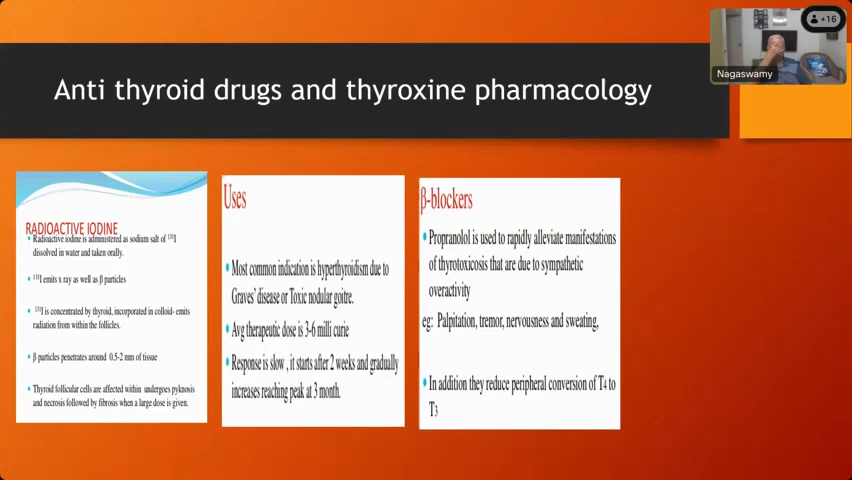 Anti thyroid drugs and thyroxine pharmacology
+16
Nagaswamy
RADIOACTIVE IODINE
• Radioactive iodine is administered as sodium salt of ¹³¹I
dissolved in water and taken orally.
• ¹³¹I emits x ray as well as β particles
• ¹³¹I is concentrated by thyroid, incorporated in colloid- emits
radiation from within the follicles.
• β particles penetrates around 0.5-2 mm of tissue
• Thyroid follicular cells are affected within undergoes pyknosis
and necrosis followed by fibrosis when a large dose is given.
Uses
• Most common indication is hyperthyroidism due to
Graves' disease or Toxic nodular goitre.
• Avg therapeutic dose is 3-6 milli curie
• Response is slow , it starts after 2 weeks and gradually
increases reaching peak at 3 month.
β-blockers
• Propranolol is used to rapidly alleviate manifestations
of thyrotoxicosis that are due to sympathetic
overactivity
eg: Palpitation, tremor, nervousness and sweating,
• In addition they reduce peripheral conversion of T4 to
T3